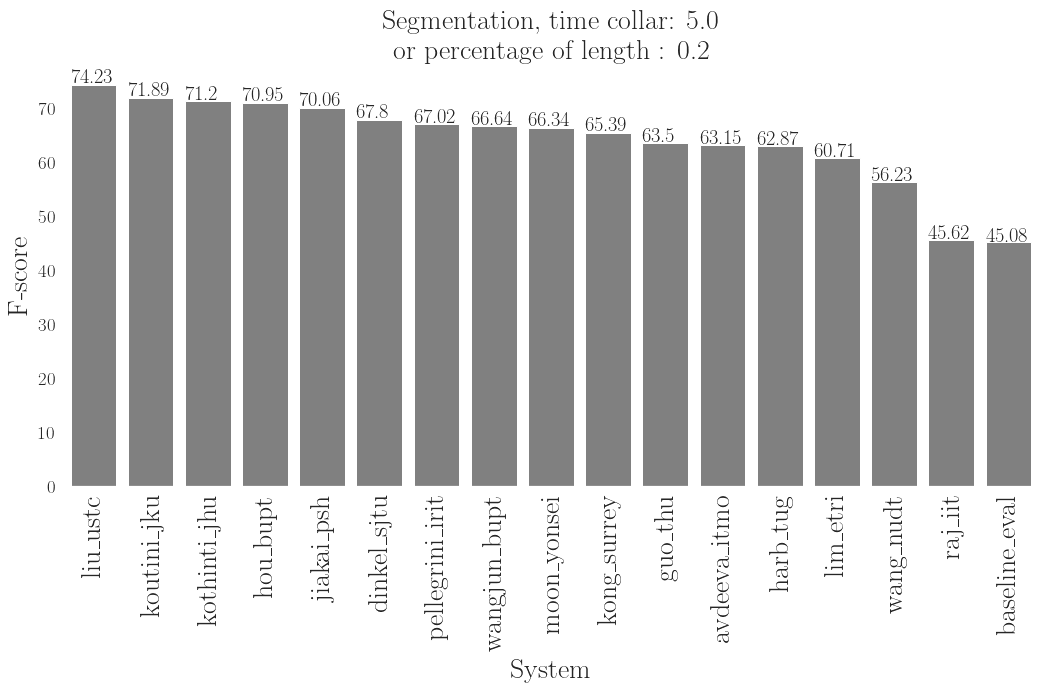 Segmentation, time collar: 5.0
or percentage of length : 0.2
74.23
71.89
71.2
70.95
70.06
67.8
67.02
66.64
66.34
65.39
63.5
63.15
62.87
60.71
56.23
45.62
45.08
70
60
50
40
30
20
10
0
F-score
liu_ustc
koutini_jku
kothinti_jhu
hou_bupt
jiakai_psh
dinkel_sjtu
pellegrini_irit
wangjun_bupt
moon_yonsei
kong_surrey
guo_thu
avdeeva_itmo
harb_tug
lim_etri
wang_nudt
raj_iit
baseline_eval
System